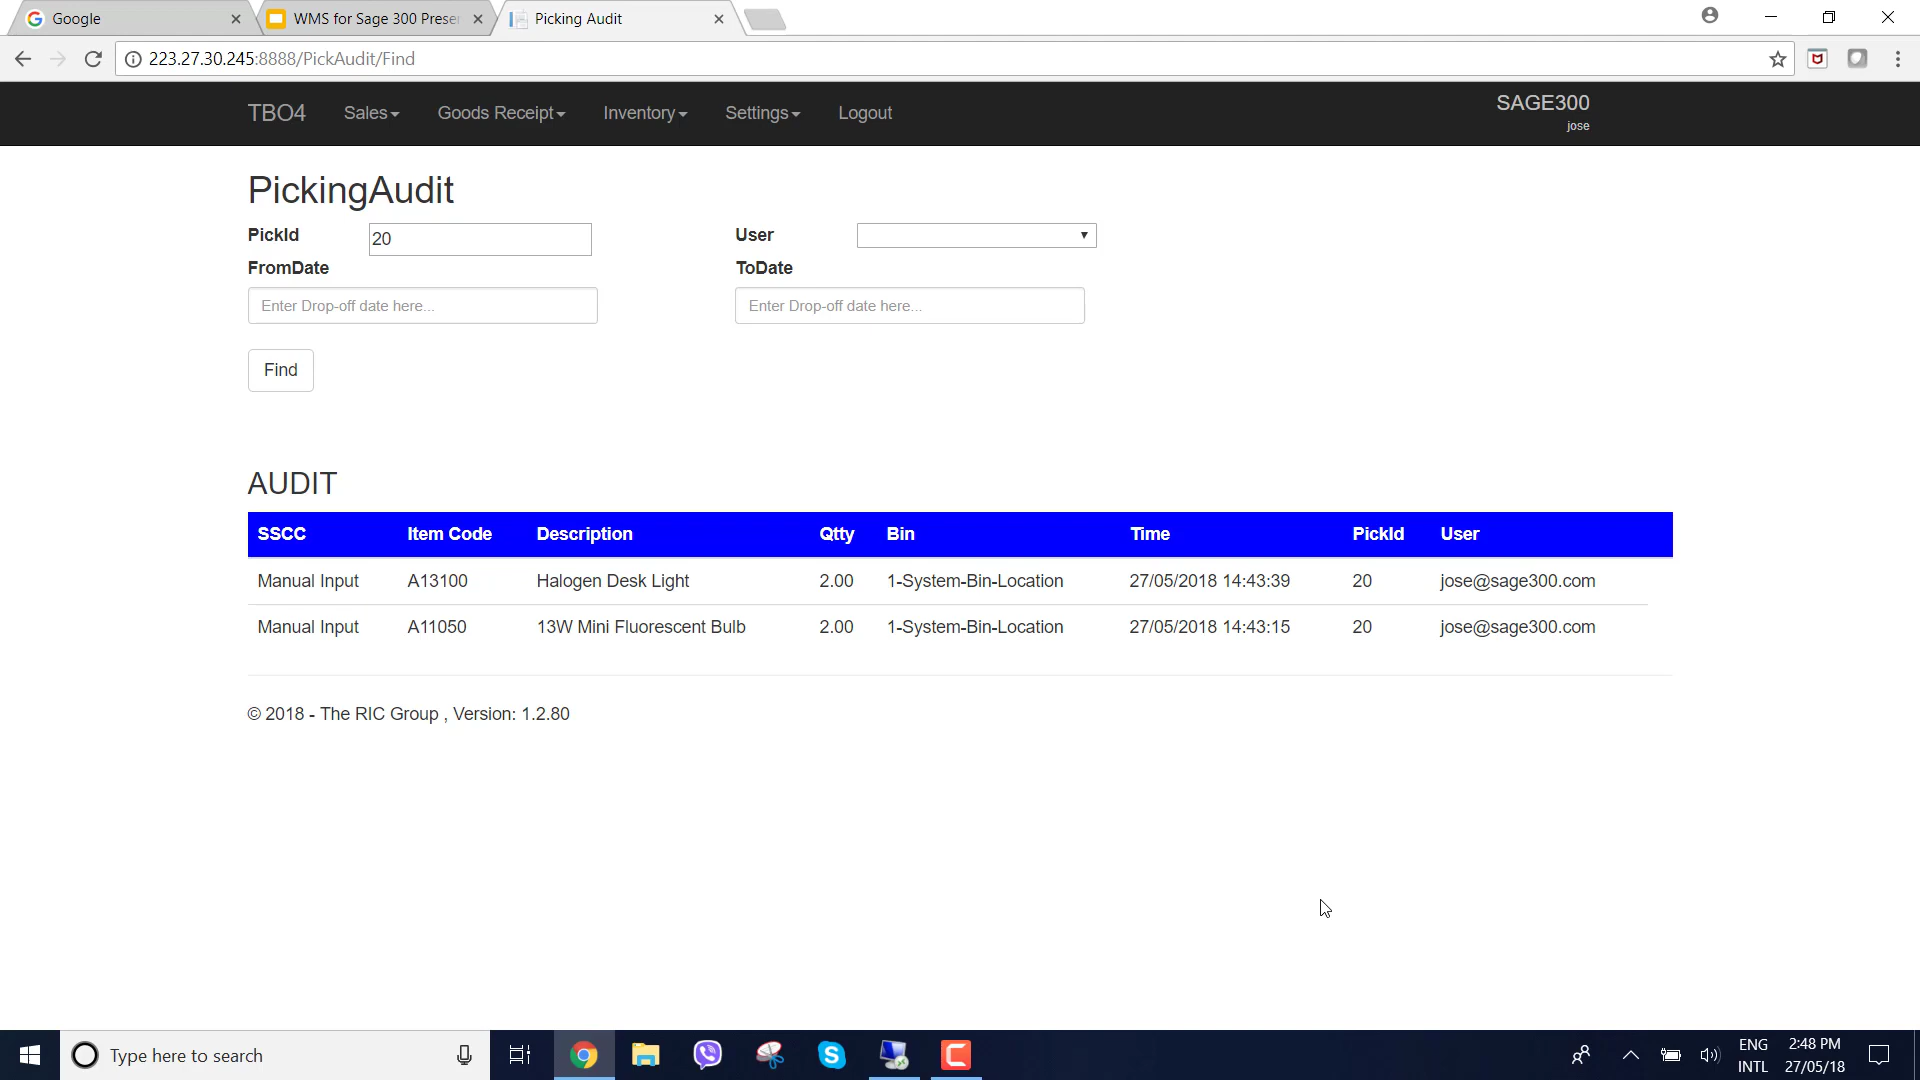 Google
WMS for Sage 300 Preser
Picking Audit
223.27.30.245:8888/PickAudit/Find
TBO4 Sales Goods Receipt Inventory Settings Logout
SAGE300
jose
PickingAudit
PickId 20 User
FromDate ToDate
Enter Drop-off date here... Enter Drop-off date here...
Find
AUDIT
SSCC Item Code Description Qtty Bin Time PickId User
Manual Input A13100 Halogen Desk Light 2.00 1-System-Bin-Location 27/05/2018 14:43:39 20 jose@sage300.com
Manual Input A11050 13W Mini Fluorescent Bulb 2.00 1-System-Bin-Location 27/05/2018 14:43:15 20 jose@sage300.com
© 2018 - The RIC Group , Version: 1.2.80
Type here to search
ENG
INTL
2:48 PM
27/05/18